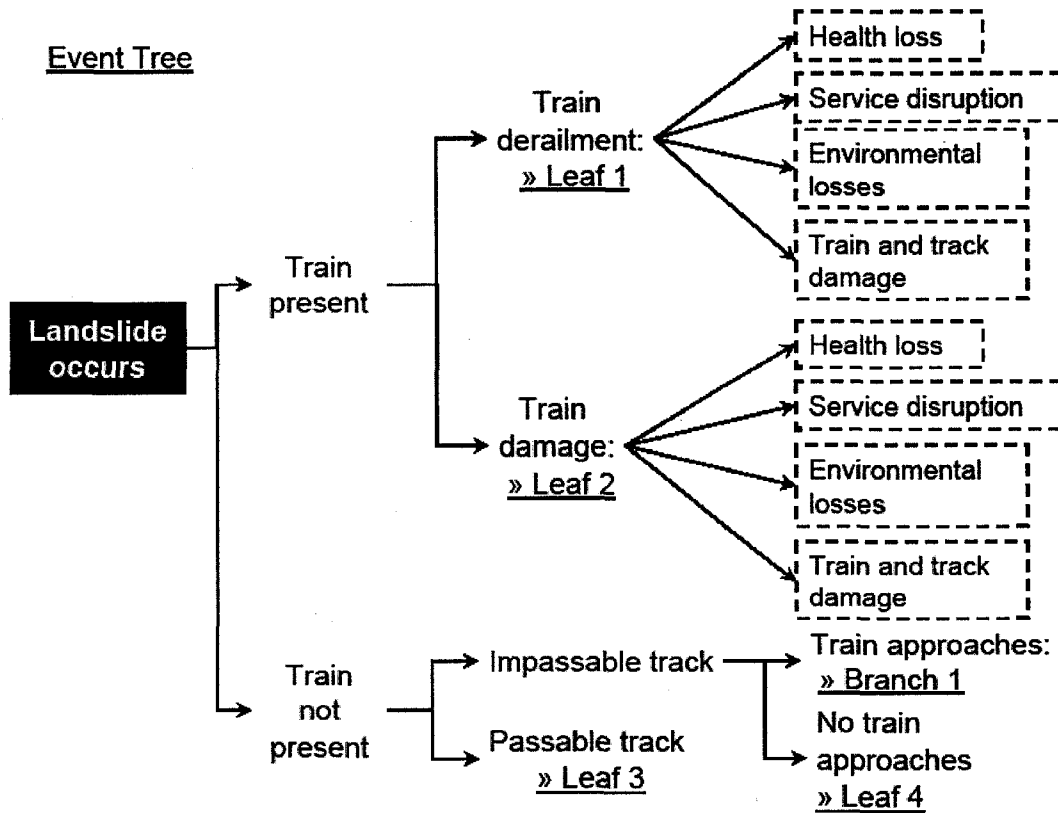 Event Tree
Landslide
occurs
Train
present
Train
derailment:
» Leaf 1
Health loss
Service disruption
Environmental
losses
Train and track
damage
Train
damage:
» Leaf 2
Health loss
Service disruption
Environmental
losses
Train and track
damage
Train
not
present
Impassable track
Train approaches:
» Branch 1
No train
approaches
» Leaf 4
Passable track
» Leaf 3